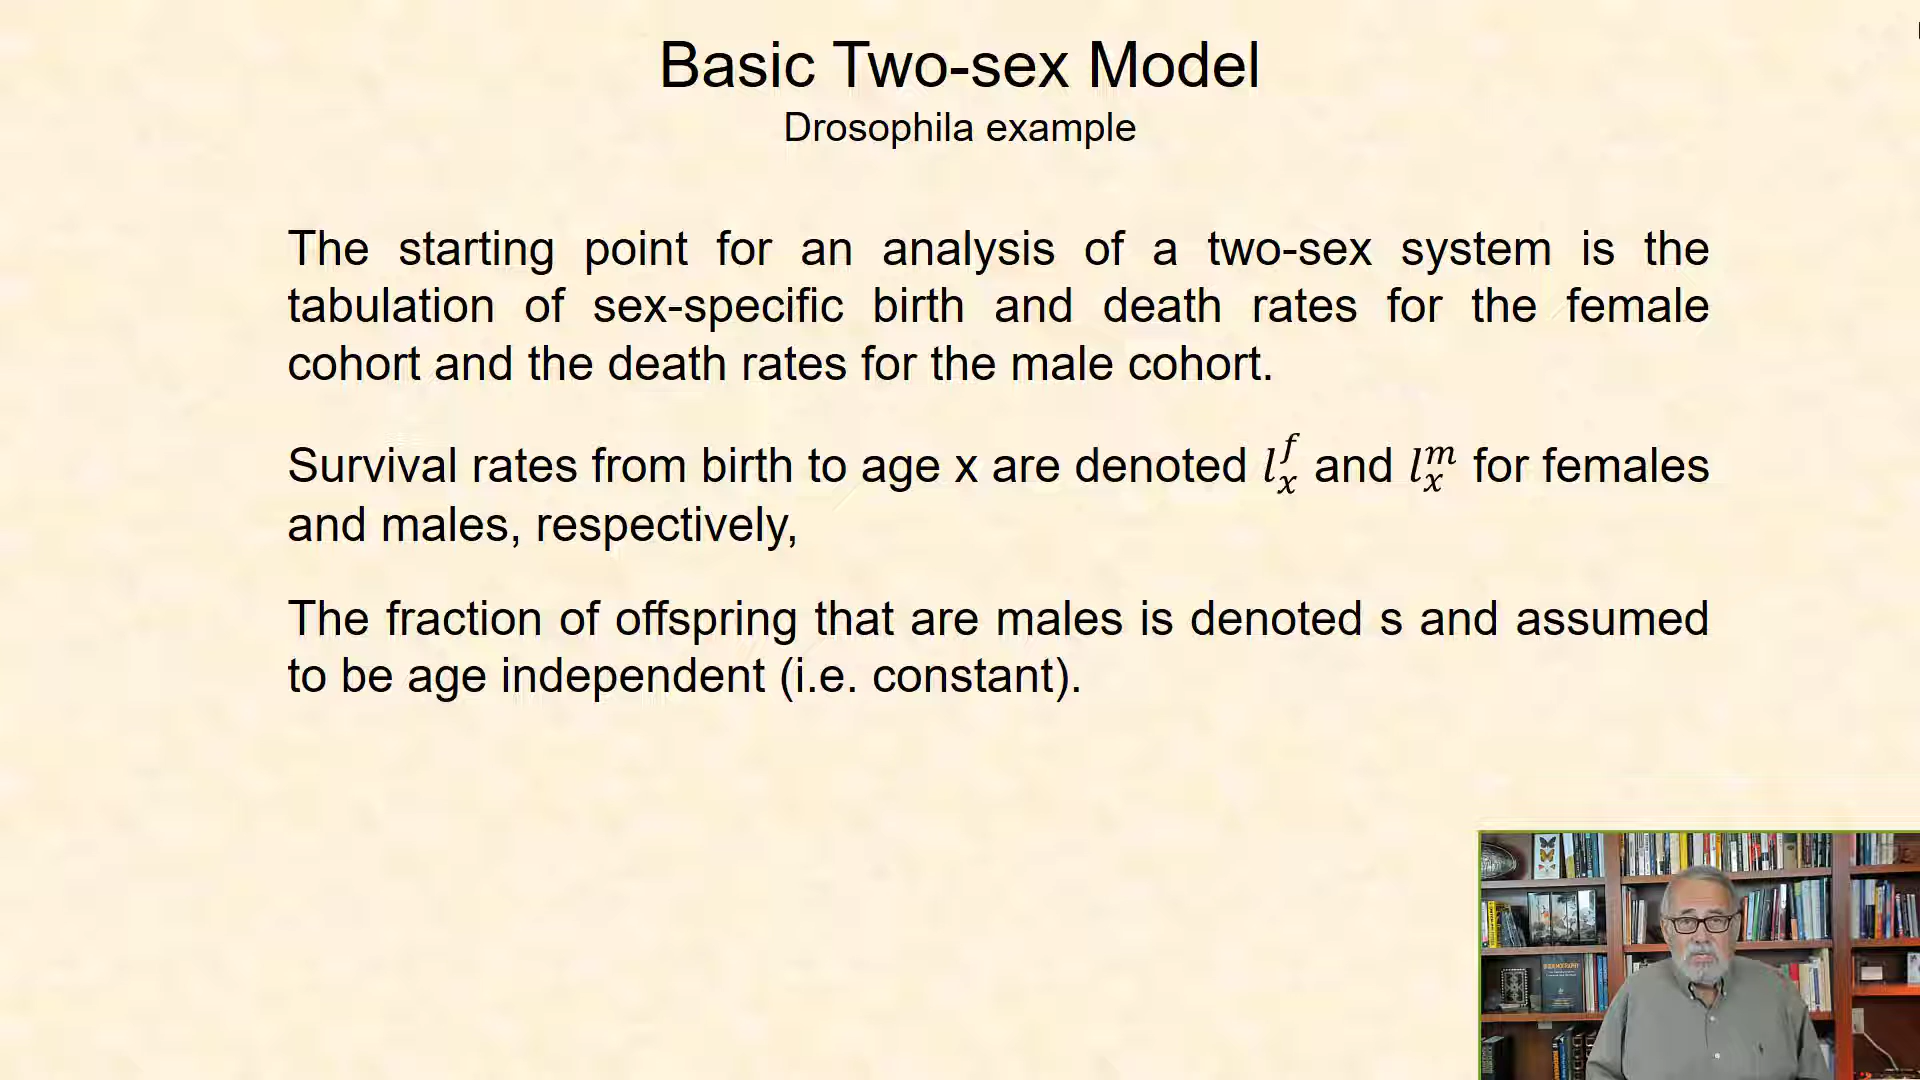 Basic Two-sex Model
Drosophila example
The starting point for an analysis of a two-sex system is the
tabulation of sex-specific birth and death rates for the female
cohort and the death rates for the male cohort.
Survival rates from birth to age x are denoted $l_x^f$ and $l_x^m$ for females
and males, respectively,
The fraction of offspring that are males is denoted s and assumed
to be age independent (i.e. constant).